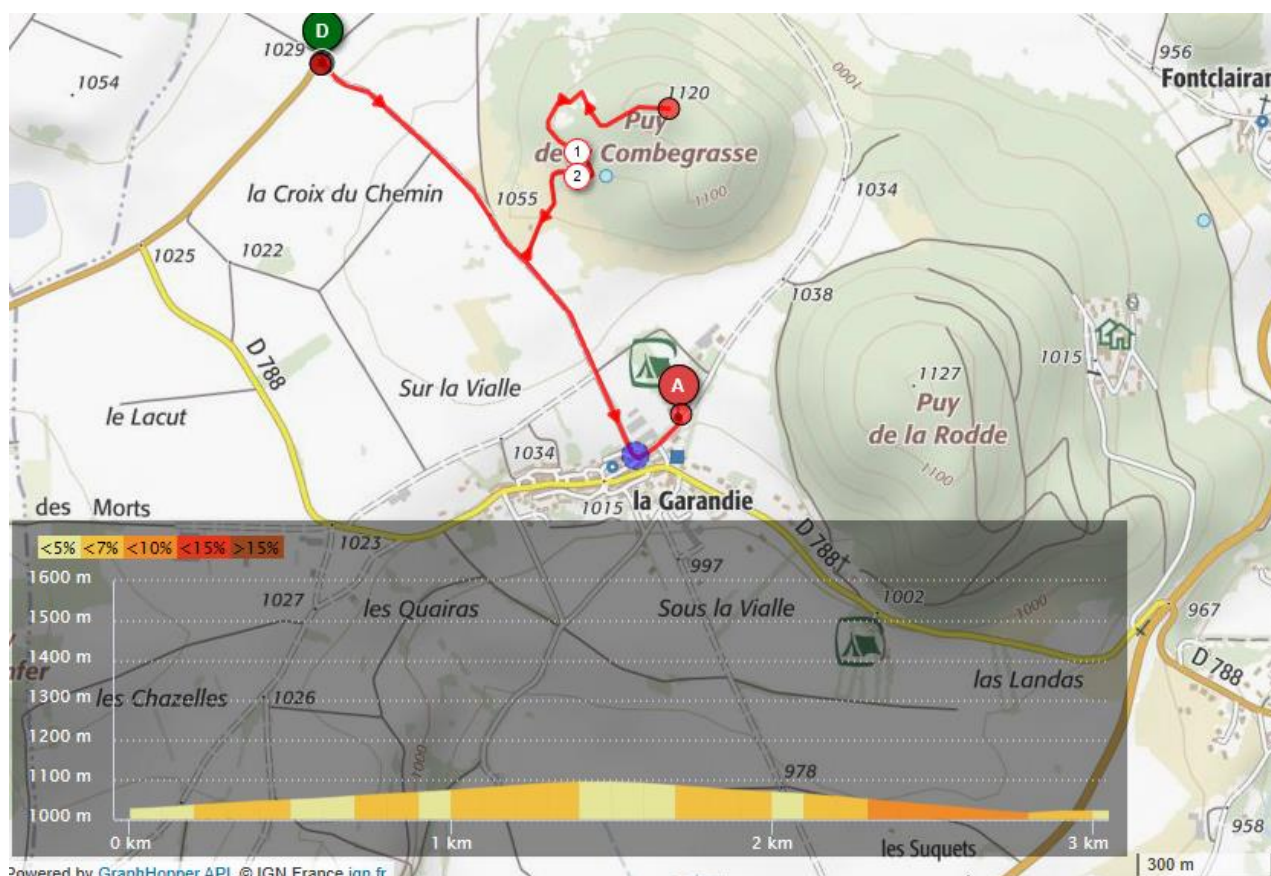 D
1029
1054
956
Fontclairan
1120
1000
Puy
de Combegrasse
1
2
la Croix du Chemin
1055
1100
1034
1025
1022
1038
D 788
Sur la Vialle
1015
1127
Puy
de la Rodde
A
le Lacut
1034
1100
la Garandie
1015
des Morts
D 788
1023
997
<5% <7% <10% <15% >15%
1600 m
1027
les Quairas
Sous la Vialle
1002
1000
967
1500 m
1400 m
D 788
nfer
les Chazelles
1026
las Landas
1300 m
1200 m
1000
978
1100 m
1000 m
958
0 km
1 km
2 km
3 km
les Suquets
300 m
Powered by GraphHopper API, © IGN France ign.fr